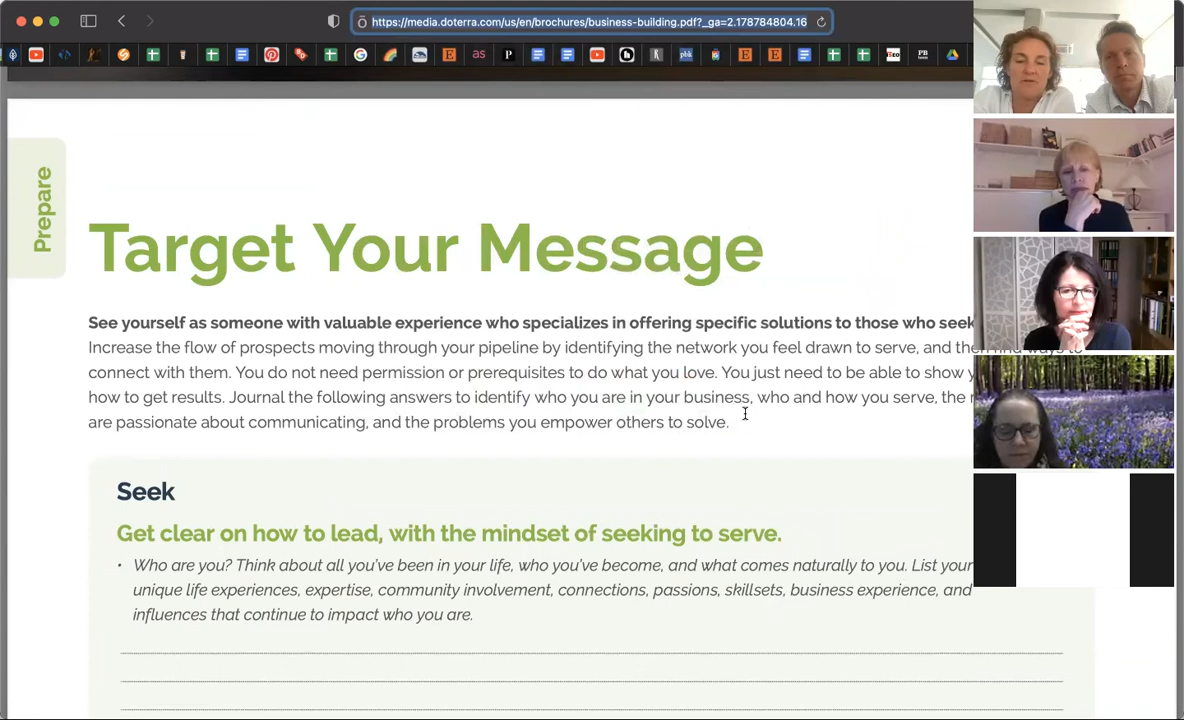 https://media.doterra.com/us/en/brochures/business-building.pdf?_ga=2.178784804.16
as
P
h
pbk
SEO
PB
Prepare
Target Your Message
See yourself as someone with valuable experience who specializes in offering specific solutions to those who seek
Increase the flow of prospects moving through your pipeline by identifying the network you feel drawn to serve, and then find ways to
connect with them. You do not need permission or prerequisites to do what you love. You just need to be able to show
how to get results. Journal the following answers to identify who you are in your business, who and how you serve, the
are passionate about communicating, and the problems you empower others to solve.
Seek
Get clear on how to lead, with the mindset of seeking to serve.
• Who are you? Think about all you've been in your life, who you've become, and what comes naturally to you. List your
unique life experiences, expertise, community involvement, connections, passions, skillsets, business experience, and
influences that continue to impact who you are.